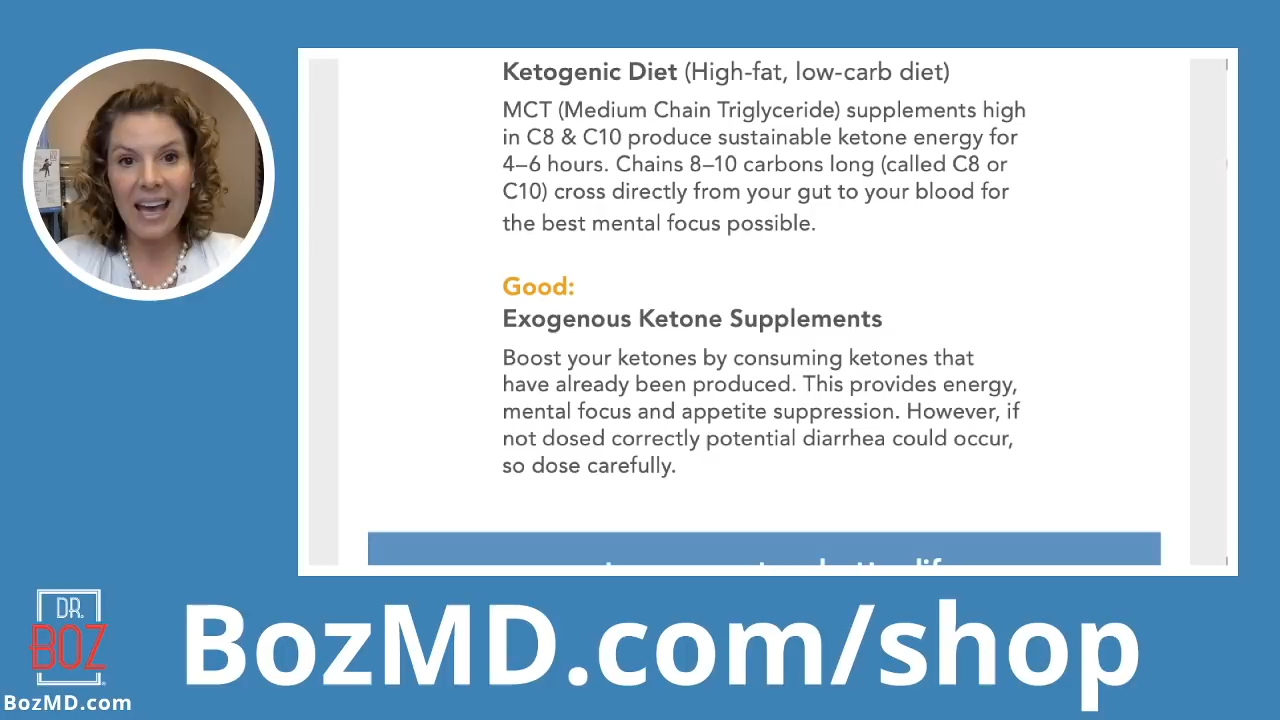 Ketogenic Diet (High-fat, low-carb diet)
MCT (Medium Chain Triglyceride) supplements high
in C8 & C10 produce sustainable ketone energy for
4–6 hours. Chains 8–10 carbons long (called C8 or
C10) cross directly from your gut to your blood for
the best mental focus possible.
Good:
Exogenous Ketone Supplements
Boost your ketones by consuming ketones that
have already been produced. This provides energy,
mental focus and appetite suppression. However, if
not dosed correctly potential diarrhea could occur,
so dose carefully.
DR.
BOZ
BozMD.com
BozMD.com/shop